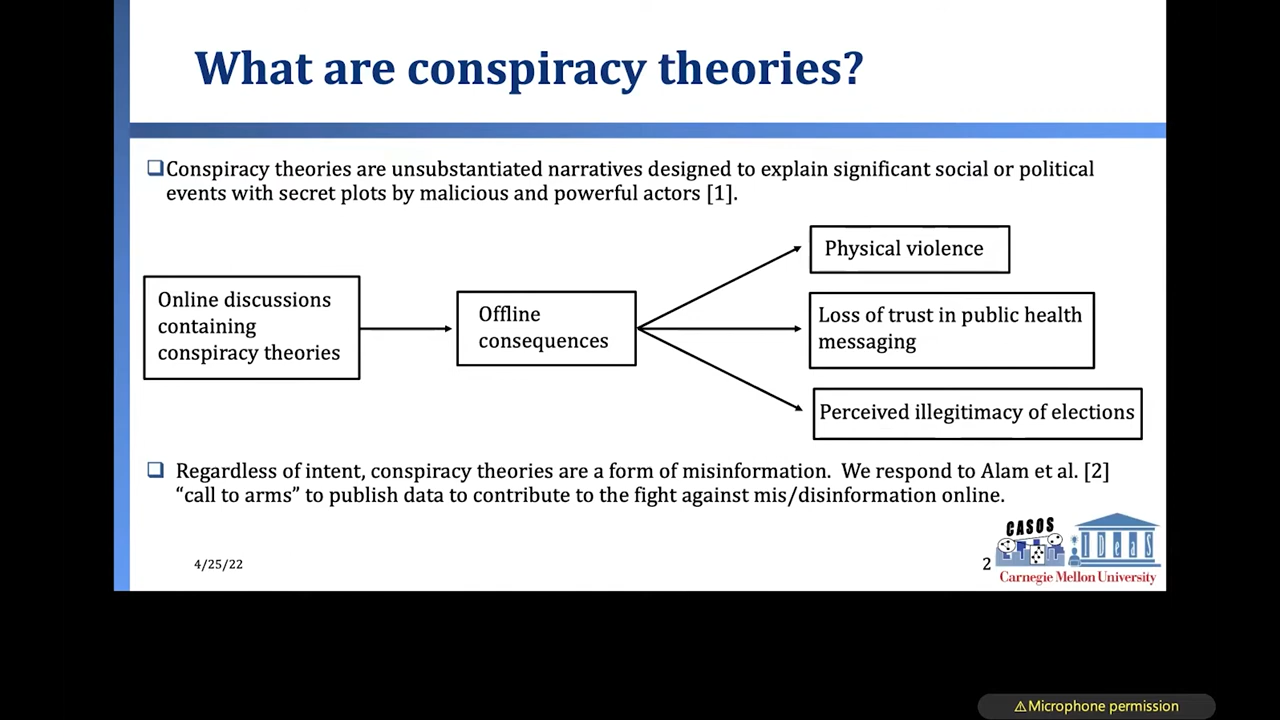 What are conspiracy theories?
❑Conspiracy theories are unsubstantiated narratives designed to explain significant social or political
events with secret plots by malicious and powerful actors [1].
Online discussions
containing
conspiracy theories
Offline
consequences
Physical violence
Loss of trust in public health
messaging
Perceived illegitimacy of elections
❑ Regardless of intent, conspiracy theories are a form of misinformation. We respond to Alam et al. [2]
“call to arms” to publish data to contribute to the fight against mis/disinformation online.
4/25/22
2
CASOS
IDeaS
Carnegie Mellon University
⚠Microphone permission